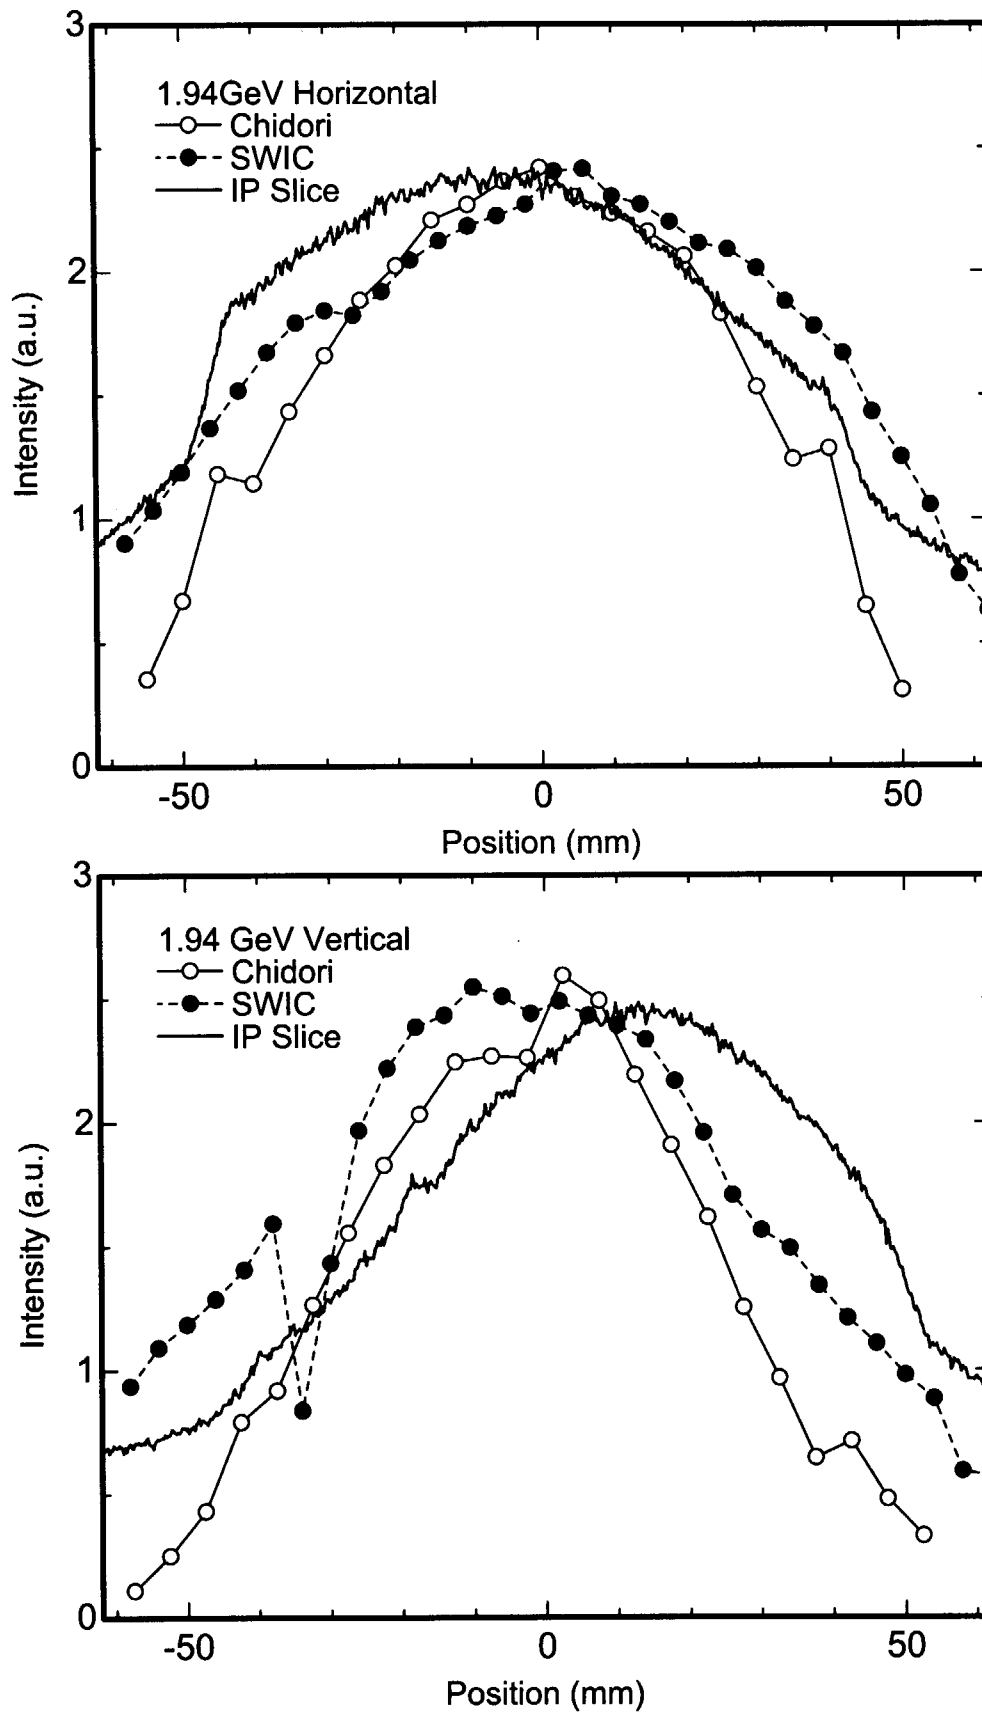 3
1.94GeV Horizontal
Chidori
SWIC
IP Slice
2
Intensity (a.u.)
1
0
-50 0 50
Position (mm)
3
1.94 GeV Vertical
Chidori
SWIC
IP Slice
2
Intensity (a.u.)
1
0
-50 0 50
Position (mm)